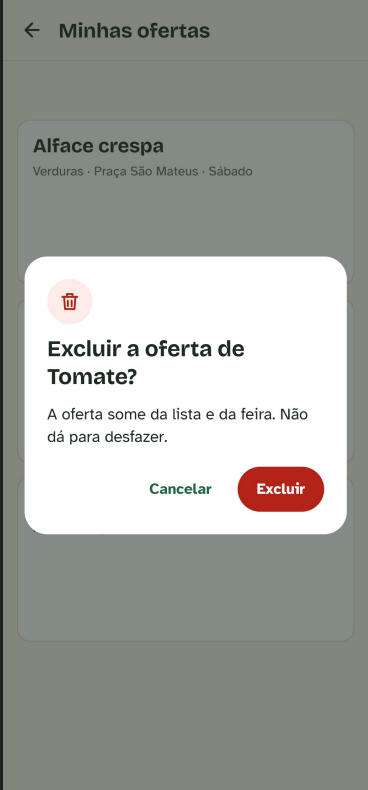 Minhas ofertas
Alface crespa
Verduras · Praça São Mateus · Sábado
Excluir a oferta de
Tomate?
A oferta some da lista e da feira. Não
dá para desfazer.
Cancelar
Excluir